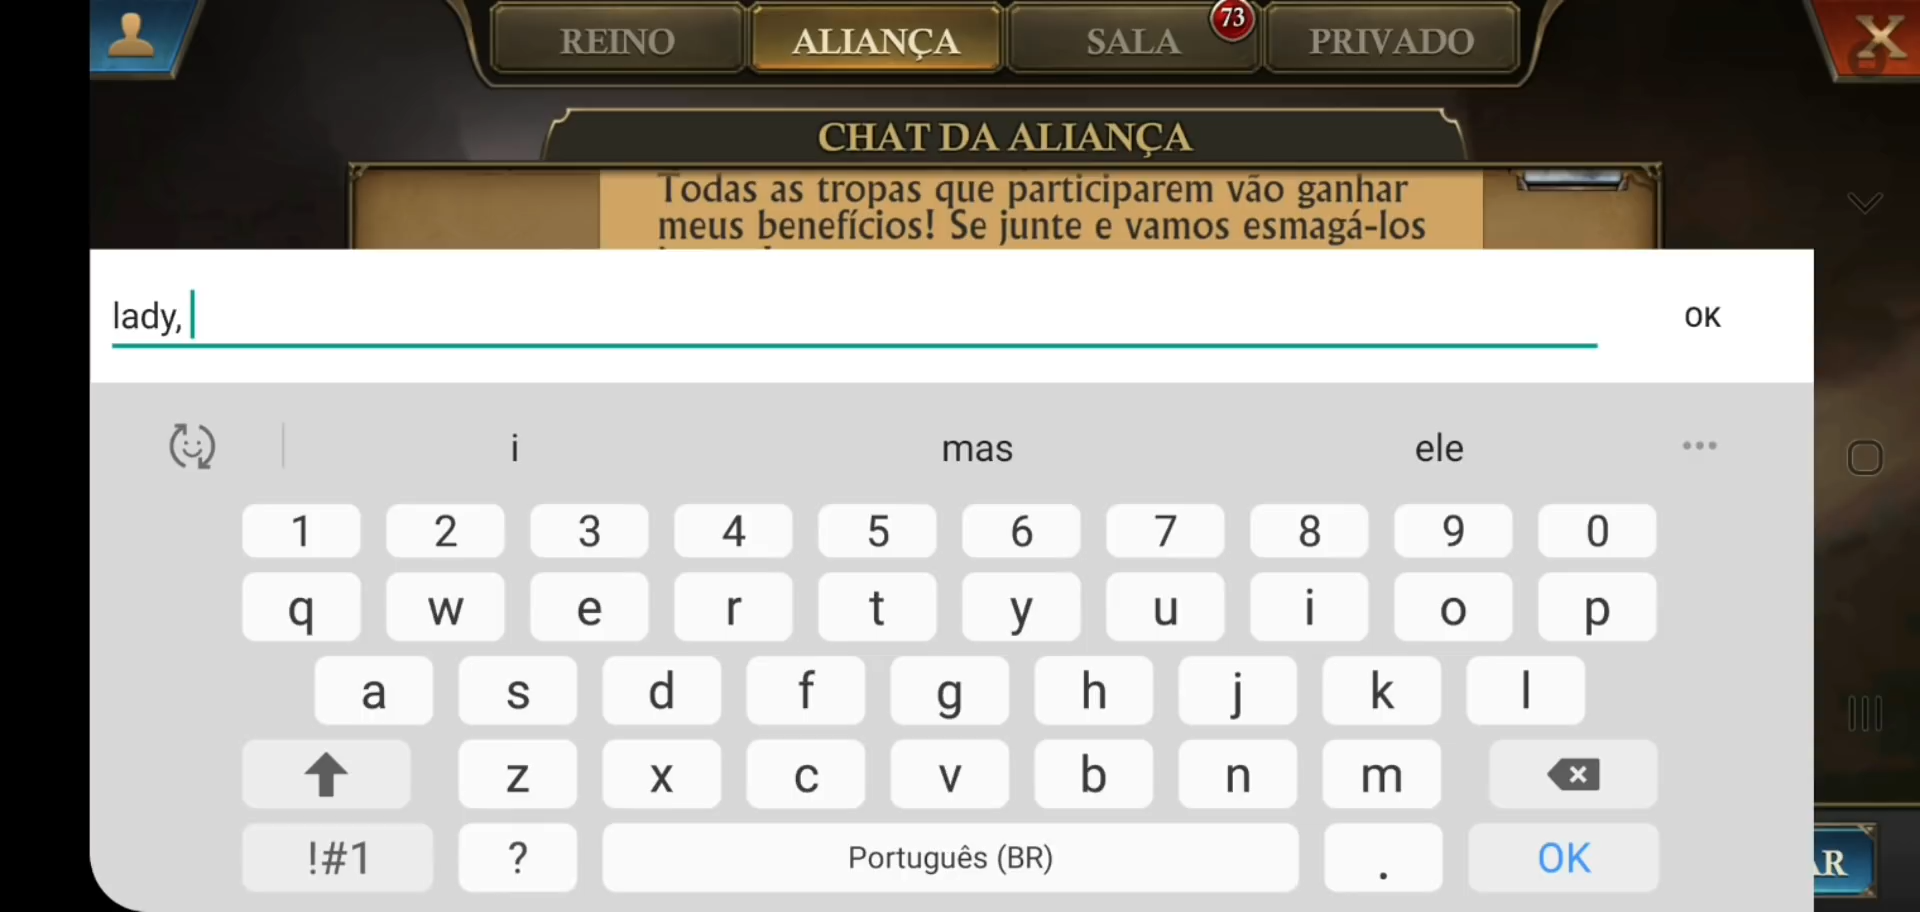 REINO
ALIANÇA
SALA
73
PRIVADO
CHAT DA ALIANÇA
Todas as tropas que participarem vão ganhar
meus benefícios! Se junte e vamos esmagá-los
lady,
OK
i
mas
ele
1 2 3 4 5 6 7 8 9 0
q w e r t y u i o p
a s d f g h j k l
z x c v b n m
!#1 ? Português (BR) . OK
AR